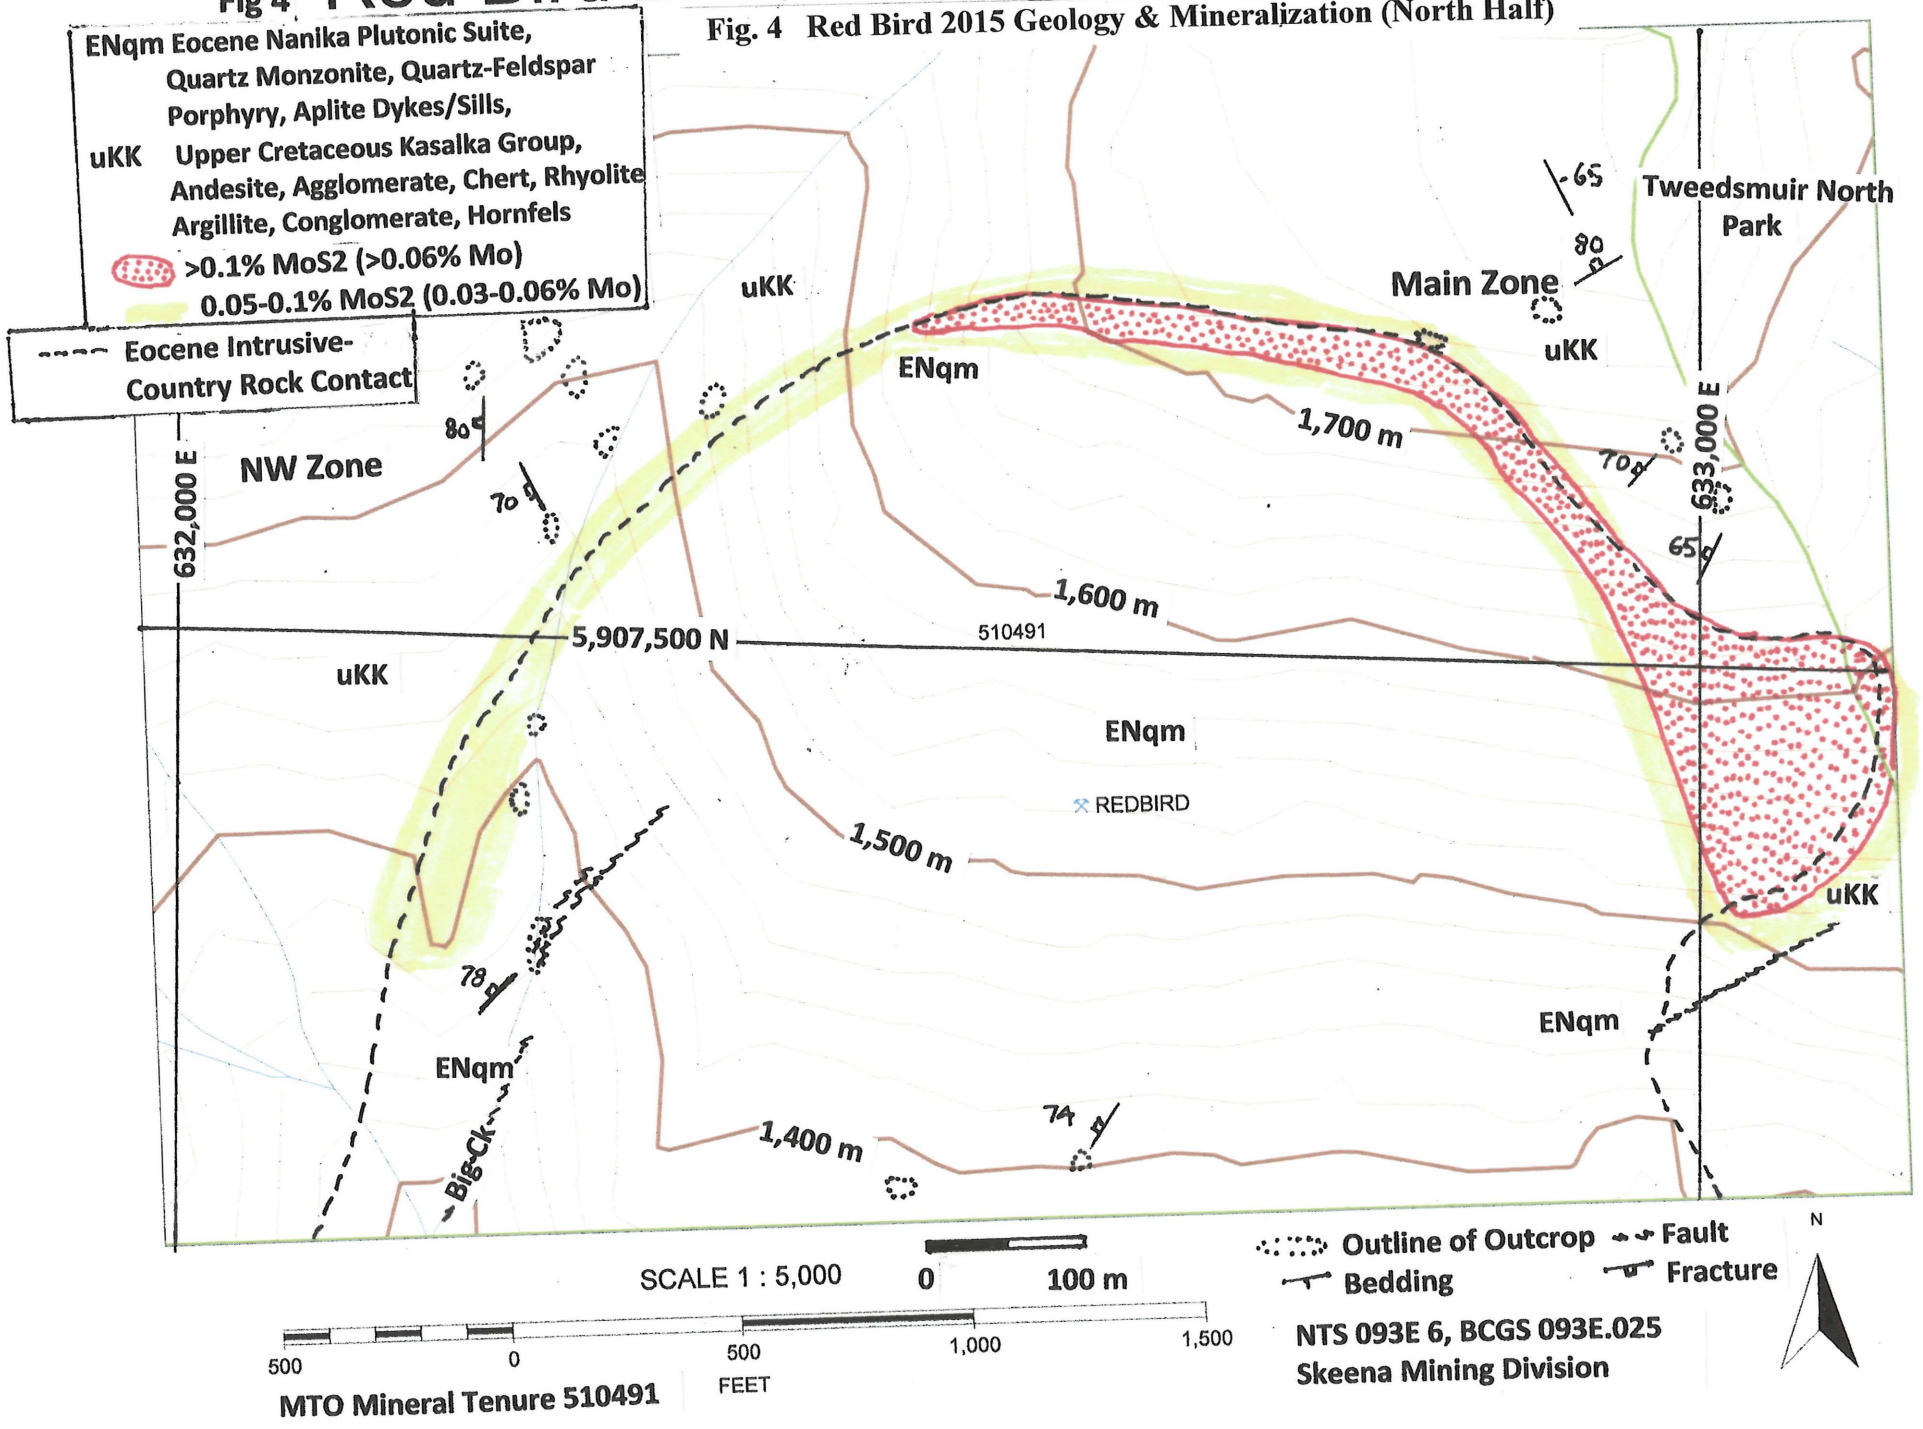 Fig 4 Red Bird
Fig. 4 Red Bird 2015 Geology & Mineralization (North Half)
ENqm Eocene Nanika Plutonic Suite,
Quartz Monzonite, Quartz-Feldspar
Porphyry, Aplite Dykes/Sills,
uKK Upper Cretaceous Kasalka Group,
Andesite, Agglomerate, Chert, Rhyolite
Argillite, Conglomerate, Hornfels
>0.1% MoS2 (>0.06% Mo)
0.05-0.1% MoS2 (0.03-0.06% Mo)
Eocene Intrusive-
Country Rock Contact
65
Tweedsmuir North
Park
80
Main Zone
uKK
uKK
ENqm
633,000 E
1,700 m
80
NW Zone
632,000 E
70
70
65
1,600 m
5,907,500 N
510491
uKK
ENqm
REDBIRD
1,500 m
uKK
78
ENqm
ENqm
Big Ck
74
1,400 m
SCALE 1 : 5,000
0 100 m
Outline of Outcrop
Fault
Bedding
Fracture
N
500 0 500 1,000 1,500
FEET
NTS 093E 6, BCGS 093E.025
Skeena Mining Division
MTO Mineral Tenure 510491